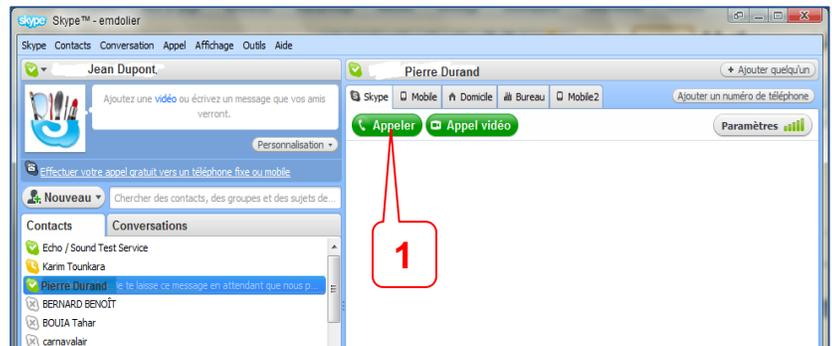 skype Skype™ - emdolier
Skype Contacts Conversation Appel Affichage Outils Aide
Jean Dupont,
Pierre Durand
+ Ajouter quelqu'un
Ajoutez une vidéo ou écrivez un message que vos amis
verront.
Personnalisation
Skype Mobile Domicile Bureau Mobile2
Ajouter un numéro de téléphone
Appeler Appel vidéo
Paramètres
Effectuer votre appel gratuit vers un téléphone fixe ou mobile
Nouveau
Chercher des contacts, des groupes et des sujets de...
Contacts Conversations
Echo / Sound Test Service
Karim Tounkara
Pierre Durand Je te laisse ce message en attendant que nous p...
BERNARD BENOÎT
BOUIA Tahar
carnavalair
1